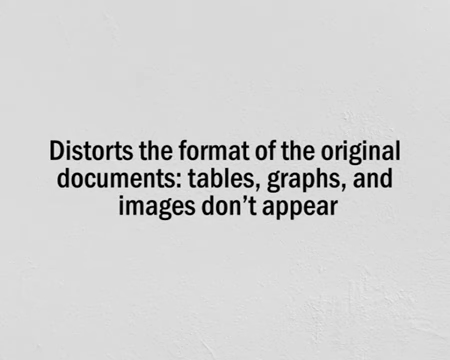 Distorts the format of the original
documents: tables, graphs, and
images don’t appear